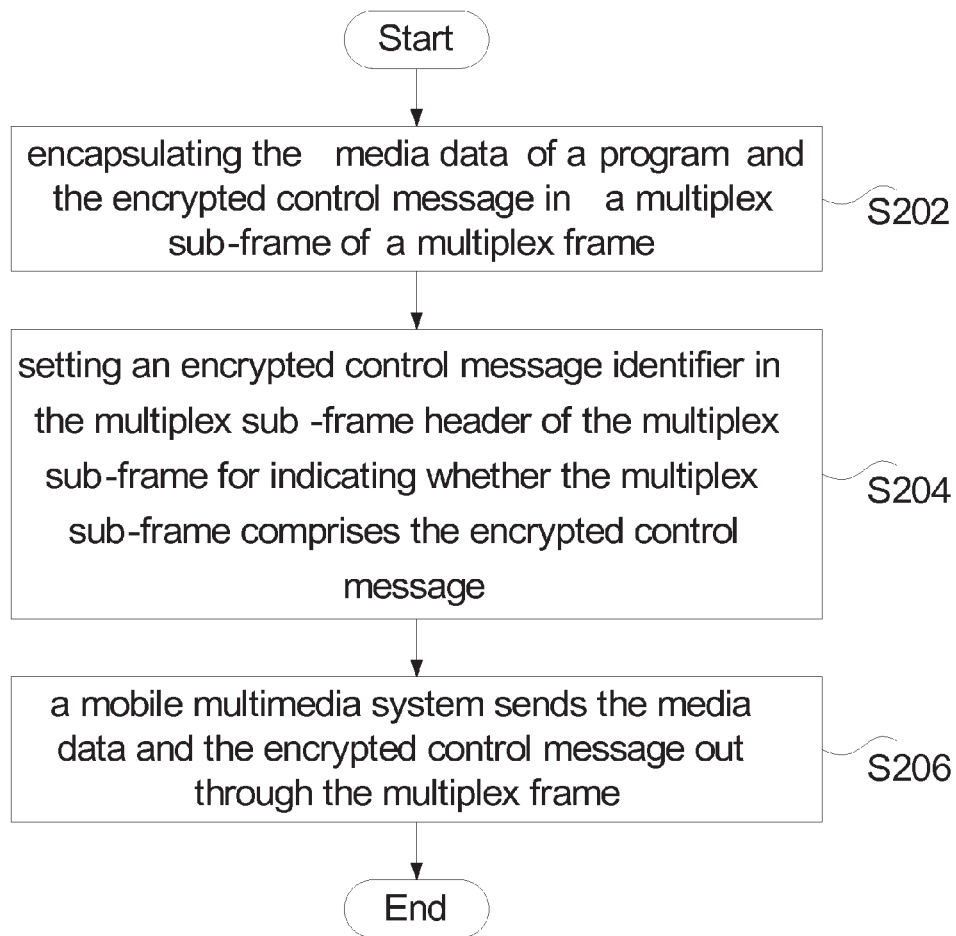 Start
encapsulating the media data of a program and
the encrypted control message in a multiplex
sub-frame of a multiplex frame
S202
setting an encrypted control message identifier in
the multiplex sub -frame header of the multiplex
sub-frame for indicating whether the multiplex
sub-frame comprises the encrypted control
message
S204
a mobile multimedia system sends the media
data and the encrypted control message out
through the multiplex frame
S206
End